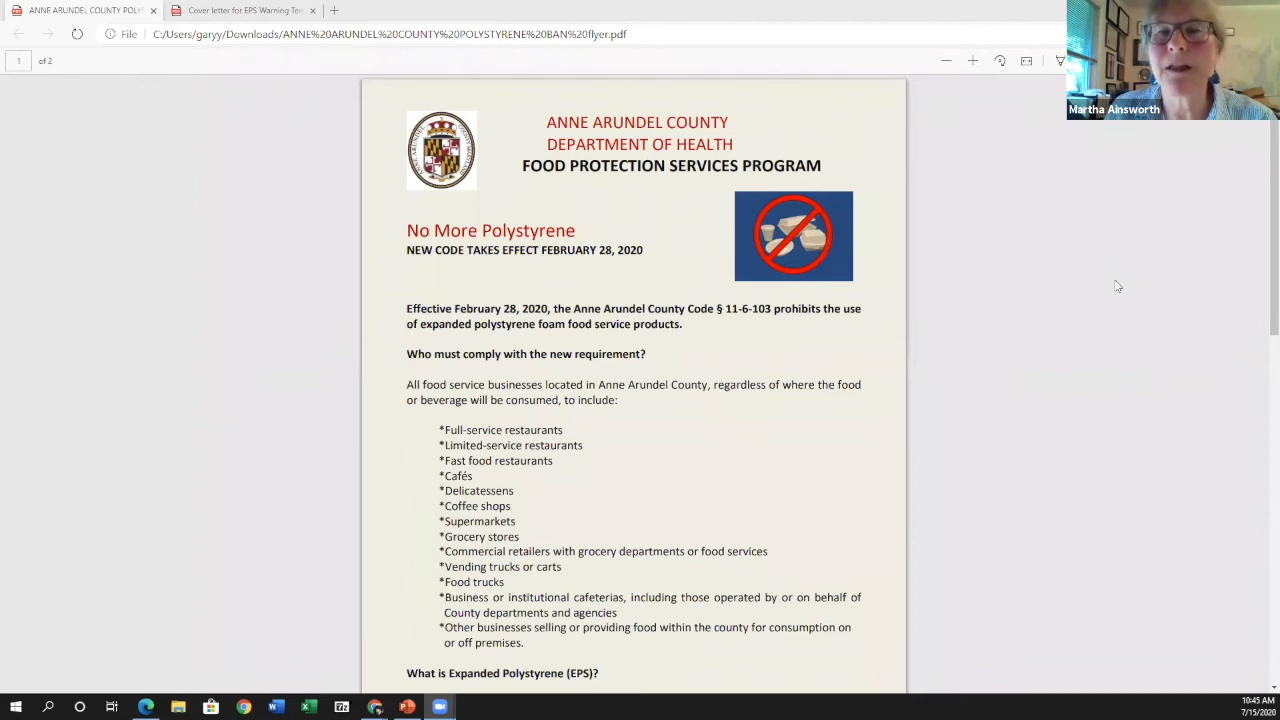 ANNE ARUNDEL COUNTY POLYS
Cover letter for EPS Warning Tem
File
C:/Users/garyy/Downloads/ANNE%20ARUNDEL%20COUNTY%20POLYSTYRENE%20BAN%20flyer.pdf
1 of 2
Martha Ainsworth
ANNE ARUNDEL COUNTY
DEPARTMENT OF HEALTH
FOOD PROTECTION SERVICES PROGRAM
No More Polystyrene
NEW CODE TAKES EFFECT FEBRUARY 28, 2020
Effective February 28, 2020, the Anne Arundel County Code § 11-6-103 prohibits the use
of expanded polystyrene foam food service products.
Who must comply with the new requirement?
All food service businesses located in Anne Arundel County, regardless of where the food
or beverage will be consumed, to include:
*Full-service restaurants
*Limited-service restaurants
*Fast food restaurants
*Cafés
*Delicatessens
*Coffee shops
*Supermarkets
*Grocery stores
*Commercial retailers with grocery departments or food services
*Vending trucks or carts
*Food trucks
*Business or institutional cafeterias, including those operated by or on behalf of
County departments and agencies
*Other businesses selling or providing food within the county for consumption on
or off premises.
What is Expanded Polystyrene (EPS)?
10:45 AM
7/15/2020